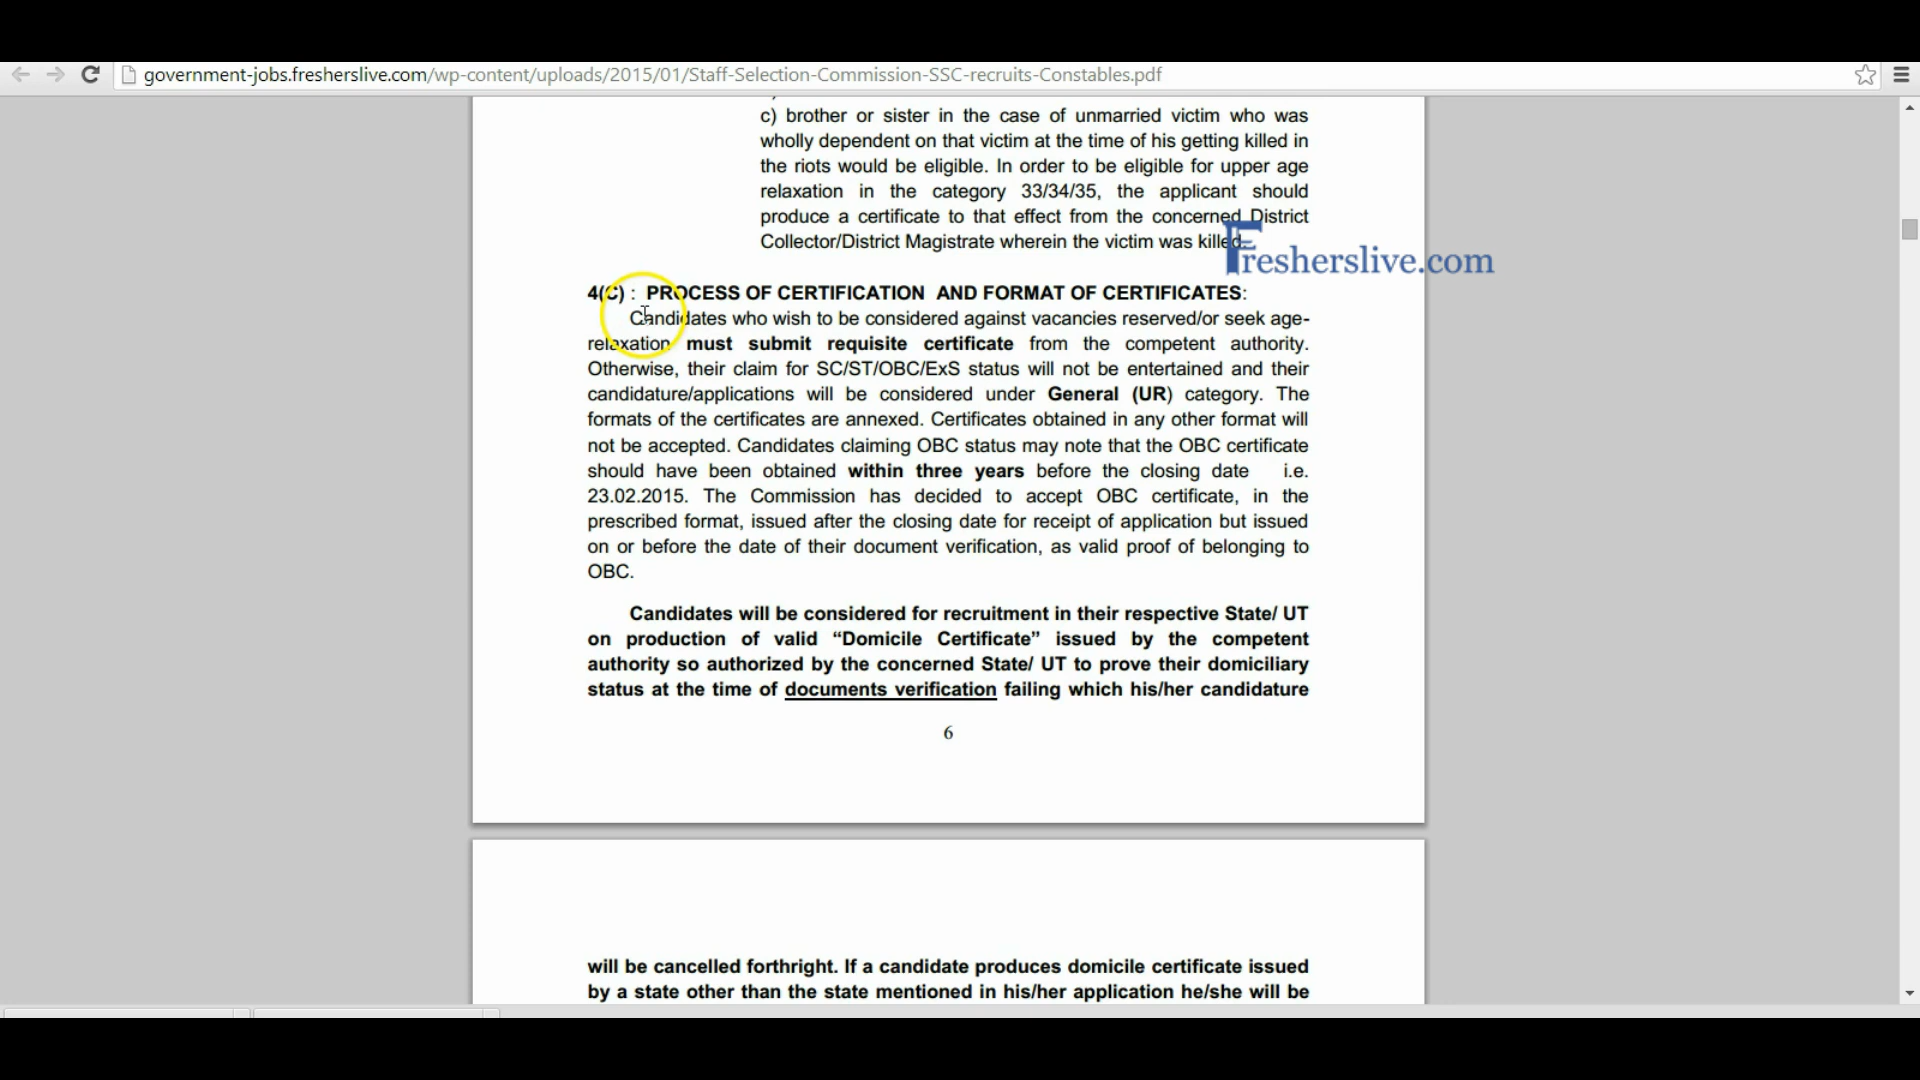 government-jobs.fresherslive.com/wp-content/uploads/2015/01/Staff-Selection-Commission-SSC-recruits-Constables.pdf
c) brother or sister in the case of unmarried victim who was
wholly dependent on that victim at the time of his getting killed in
the riots would be eligible. In order to be eligible for upper age
relaxation in the category 33/34/35, the applicant should
produce a certificate to that effect from the concerned District
Collector/District Magistrate wherein the victim was killed.
Fresherslive.com
4(C) : PROCESS OF CERTIFICATION AND FORMAT OF CERTIFICATES:
Candidates who wish to be considered against vacancies reserved/or seek age-
relaxation must submit requisite certificate from the competent authority.
Otherwise, their claim for SC/ST/OBC/ExS status will not be entertained and their
candidature/applications will be considered under General (UR) category. The
formats of the certificates are annexed. Certificates obtained in any other format will
not be accepted. Candidates claiming OBC status may note that the OBC certificate
should have been obtained within three years before the closing date i.e.
23.02.2015. The Commission has decided to accept OBC certificate, in the
prescribed format, issued after the closing date for receipt of application but issued
on or before the date of their document verification, as valid proof of belonging to
OBC.
Candidates will be considered for recruitment in their respective State/ UT
on production of valid “Domicile Certificate” issued by the competent
authority so authorized by the concerned State/ UT to prove their domiciliary
status at the time of documents verification failing which his/her candidature
6
will be cancelled forthright. If a candidate produces domicile certificate issued
by a state other than the state mentioned in his/her application he/she will be